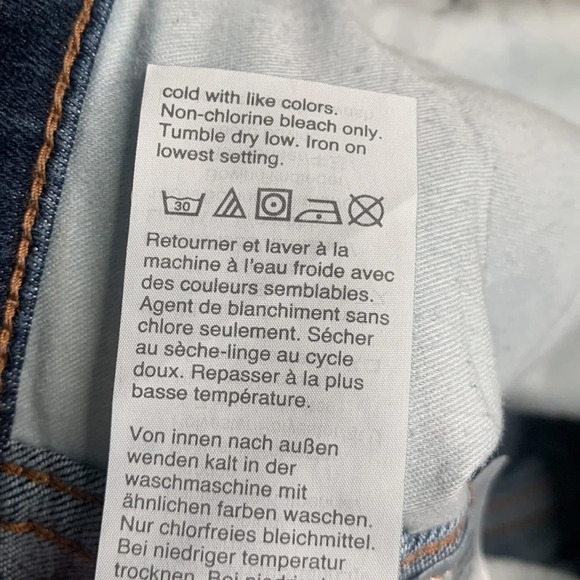 cold with like colors.
Non-chlorine bleach only.
Tumble dry low. Iron on
lowest setting.
30
Retourner et laver à la
machine à l'eau froide avec
des couleurs semblables.
Agent de blanchiment sans
chlore seulement. Sécher
au sèche-linge au cycle
doux. Repasser à la plus
basse température.
Von innen nach außen
wenden kalt in der
waschmaschine mit
ähnlichen farben waschen.
Nur chlorfreies bleichmittel.
Bei niedriger temperatur
trocknen. Bei